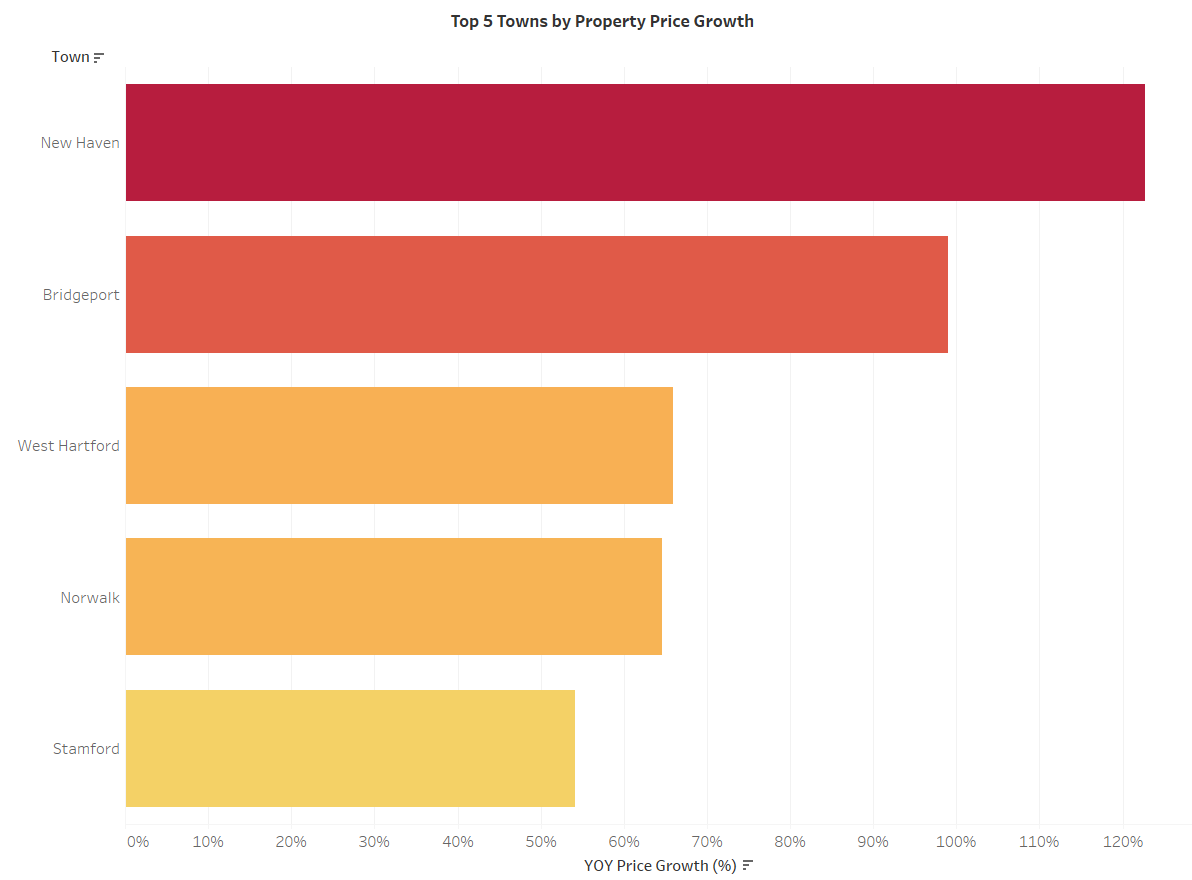 Top 5 Towns by Property Price Growth
Town
New Haven
Bridgeport
West Hartford
Norwalk
Stamford
0% 10% 20% 30% 40% 50% 60% 70% 80% 90% 100% 110% 120%
YOY Price Growth (%)